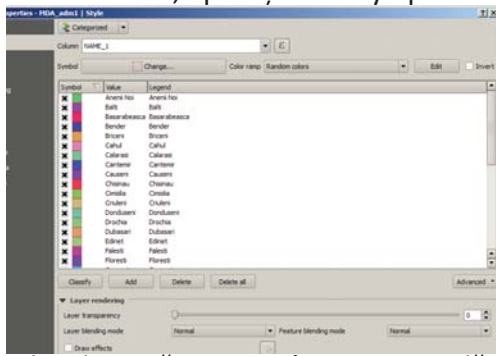 operties - MDA_adm1 | Style
Categorized
Column NAME_1 ε
Symbol Change... Color ramp Random colors Edit Invert
Symbol Value Legend
Anenii Noi Anenii Noi
Balti Balti
Basarabeasca Basarabeasca
Bender Bender
Briceni Briceni
Cahul Cahul
Calarasi Calarasi
Cantemir Cantemir
Causeni Causeni
Chisinau Chisinau
Cimislia Cimislia
Criuleni Criuleni
Donduseni Donduseni
Drochia Drochia
Dubasari Dubasari
Edinet Edinet
Falesti Falesti
Floresti Floresti
Classify Add Delete Delete all Advanced
Layer rendering
Layer transparency 0
Layer blending mode Normal Feature blending mode Normal
Draw effects